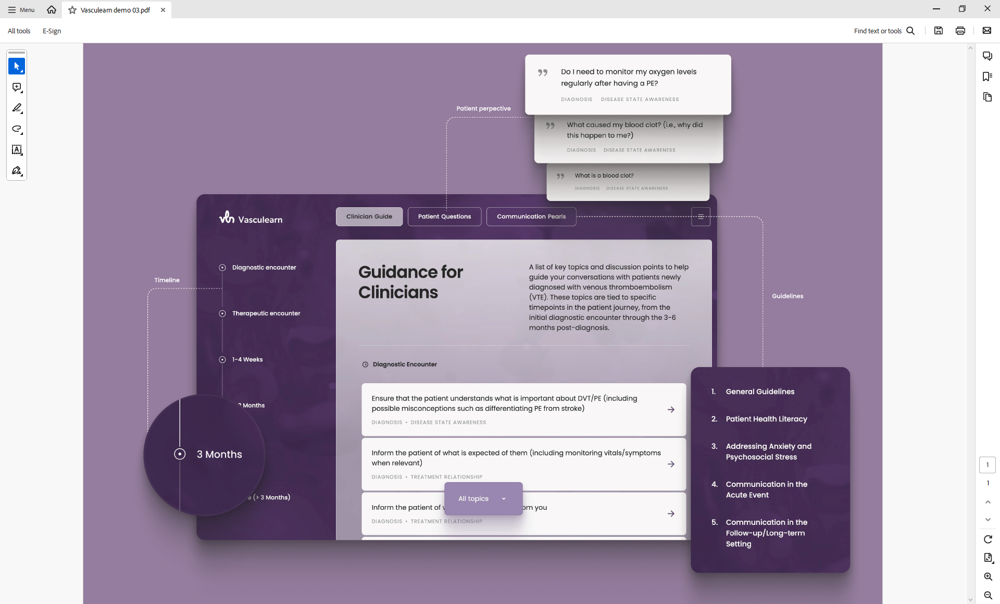 Menu
Vasculearn demo 03.pdf
All tools
E-Sign
Find text or tools
Do I need to monitor my oxygen levels
regularly after having a PE?
DIAGNOSIS DISEASE STATE AWARENESS
Patient perpective
What caused my blood clot? (i.e., why did
this happen to me?)
DIAGNOSIS DISEASE STATE AWARENESS
What is a blood clot?
DIAGNOSIS DISEASE STATE AWARENESS
Vasculearn
Clinician Guide
Patient Questions
Communication Pearls
Timeline
Diagnostic encounter
Therapeutic encounter
1-4 Weeks
2 Months
3 Months
(> 3 Months)
Guidance for
Clinicians
A list of key topics and discussion points to help
guide your conversations with patients newly
diagnosed with venous thromboembolism
(VTE). These topics are tied to specific
timepoints in the patient journey, from the
initial diagnostic encounter through the 3-6
months post-diagnosis.
Diagnostic Encounter
Ensure that the patient understands what is important about DVT/PE (including
possible misconceptions such as differentiating PE from stroke)
DIAGNOSIS • DISEASE STATE AWARENESS
Inform the patient of what is expected of them (including monitoring vitals/symptoms
when relevant)
DIAGNOSIS • TREATMENT RELATIONSHIP
Inform the patient of
you
DIAGNOSIS • TREATMENT RELATIONSHIP
All topics
Guidelines
1. General Guidelines
2. Patient Health Literacy
3. Addressing Anxiety and
Psychosocial Stress
4. Communication in the
Acute Event
5. Communication in the
Follow-up/Long-term
Setting
1
1